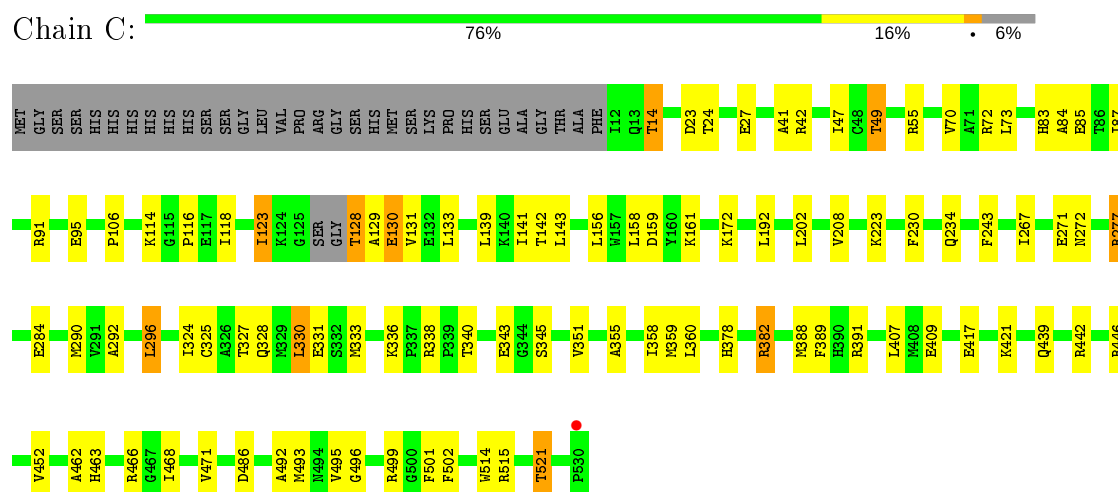 Chain C:
76% 16% • 6%
MET GLY SER SER HIS HIS HIS HIS HIS HIS SER SER GLY LEU VAL PRO ARG GLY SER HIS MET SER LYS PRO HIS SER GLU ALA GLY THR ALA PHE I12 Q13 T14 D23 T24 E27 A41 R42 I47 C48 T49 R55 V70 A71 R72 L73 H83 A84 E85 T86 I87
R91 E95 P106 K114 G115 P116 E117 I118 I123 K124 G125 SER GLY T128 A129 E130 V131 E132 L133 L139 K140 I141 T142 L143 L156 W157 L158 D159 Y160 K161 K172 L192 L202 V208 K223 F230 Q234 F243 I267 E271 N272 R277
E284 M290 V291 A292 L296 I324 C325 A326 T327 Q328 M329 L330 E331 S332 M333 K336 P337 R338 P339 T340 E343 G344 S345 V351 A355 I358 M359 L360 H378 R382 M388 F389 H390 R391 L407 M408 E409 E417 K421 Q439 R442 R446
V452 A462 H463 R466 G467 I468 V471 D486 A492 M493 N494 V495 G496 R499 G500 F501 F502 W514 R515 T521 P530